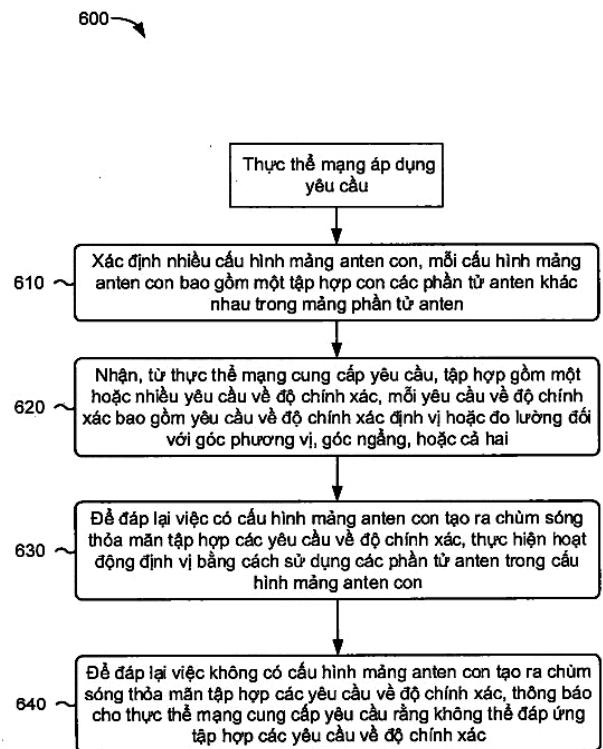 600
Thực thể mạng áp dụng
yêu cầu
610
Xác định nhiều cấu hình mảng anten con, mỗi cấu hình mảng
anten con bao gồm một tập hợp con các phần tử anten khác
nhau trong mảng phần tử anten
620
Nhận, từ thực thể mạng cung cấp yêu cầu, tập hợp gồm một
hoặc nhiều yêu cầu về độ chính xác, mỗi yêu cầu về độ chính
xác bao gồm yêu cầu về độ chính xác định vị hoặc đo lường đối
với góc phương vị, góc ngẩng, hoặc cả hai
630
Để đáp lại việc có cấu hình mảng anten con tạo ra chùm sóng
thỏa mãn tập hợp các yêu cầu về độ chính xác, thực hiện hoạt
động định vị bằng cách sử dụng các phần tử anten trong cấu
hình mảng anten con
640
Để đáp lại việc không có cấu hình mảng anten con tạo ra chùm
sóng thỏa mãn tập hợp các yêu cầu về độ chính xác, thông báo
cho thực thể mạng cung cấp yêu cầu rằng không thể đáp ứng
tập hợp các yêu cầu về độ chính xác